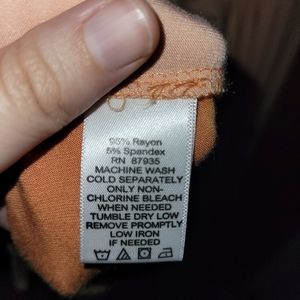 95% Rayon
5% Spandex
RN 87935
MACHINE WASH
COLD SEPARATELY
ONLY NON-
CHLORINE BLEACH
WHEN NEEDED
TUMBLE DRY LOW
REMOVE PROMPTLY
LOW IRON
IF NEEDED